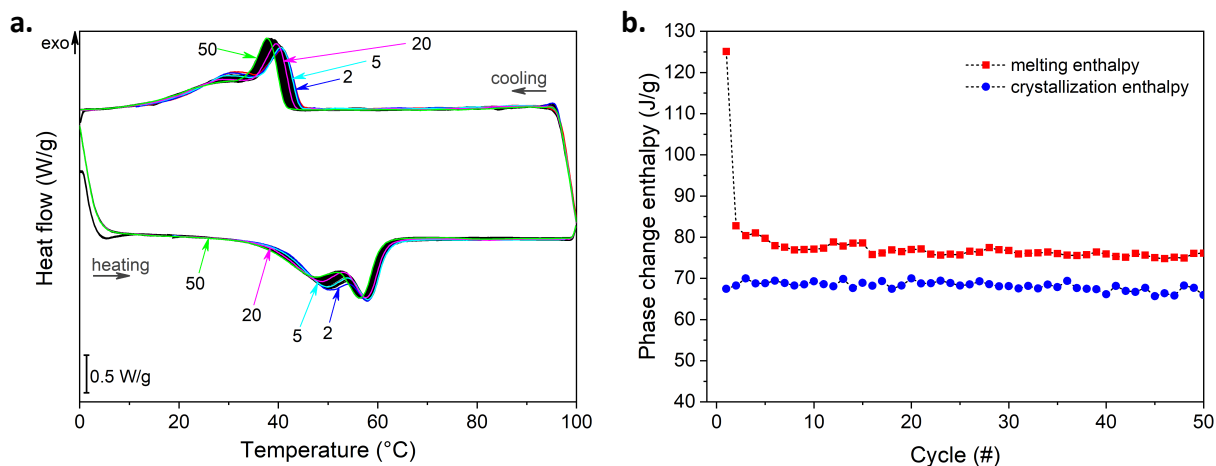 a.
exo
50
20
5
2
cooling
Heat flow (W/g)
heating
50
20
5
2
0.5 W/g
0
20
40
60
80
100
Temperature (°C)
b.
130
120
110
100
90
80
70
60
50
40
Phase change enthalpy (J/g)
melting enthalpy
crystallization enthalpy
0
10
20
30
40
50
Cycle (#)